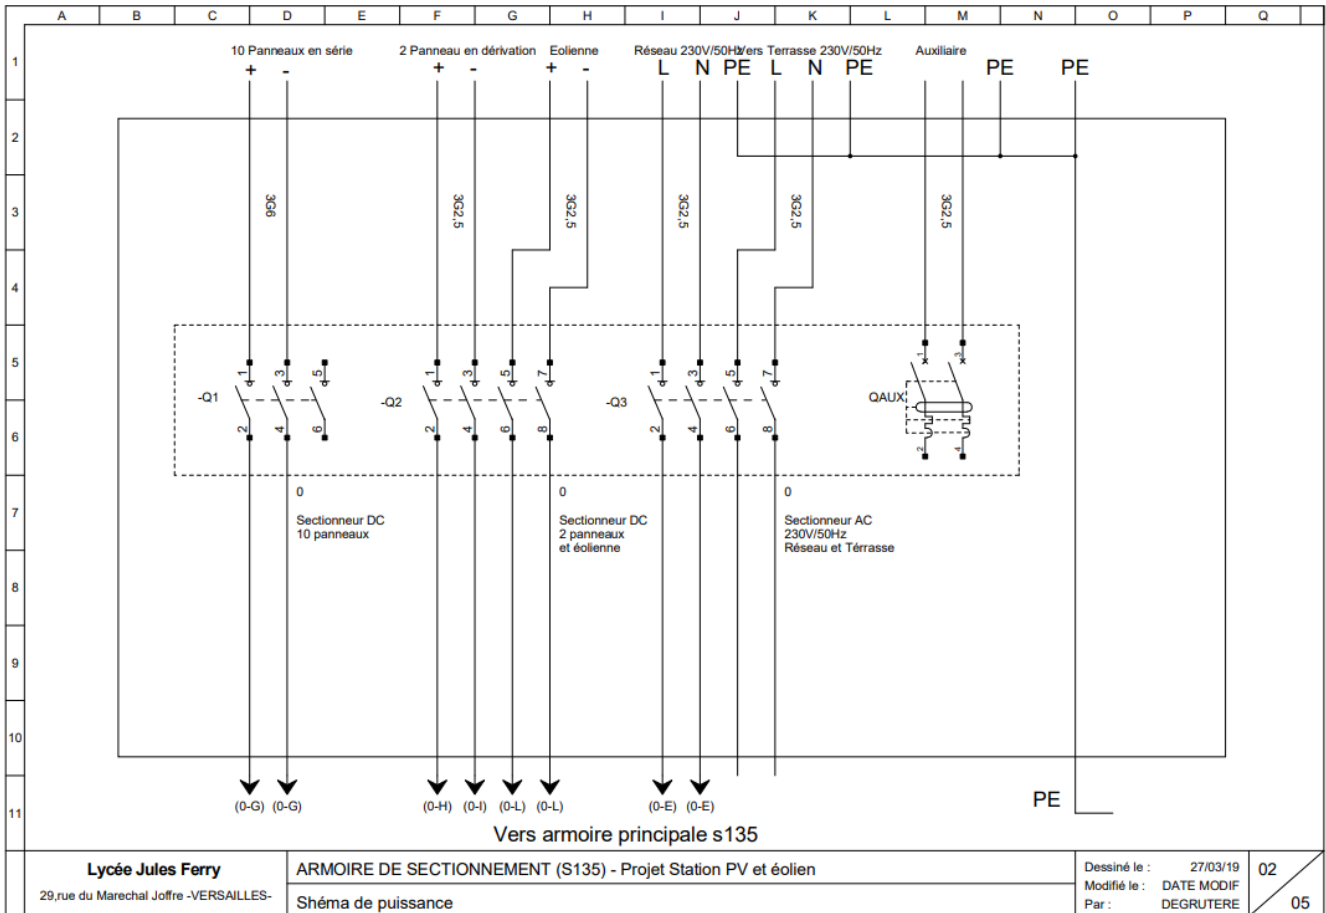 A B C D E F G H I J K L M N O P Q
1
10 Panneaux en série 2 Panneau en dérivation Eolienne Réseau 230V/50Hz Vers Terrasse 230V/50Hz Auxiliaire
+ - + - + - L N PE L N PE PE PE
2
3
3G6 3G2,5 3G2,5 3G2,5 3G2,5 3G2,5
4
5
1 3 5 1 3 5 7 1 3 5 7 1 3
-Q1 -Q2 -Q3 QAUX
6
2 4 6 2 4 6 8 2 4 6 8 2 4
0 0 0
7
Sectionneur DC
10 panneaux
Sectionneur DC
2 panneaux
et éolienne
Sectionneur AC
230V/50Hz
Réseau et Térrasse
8
9
10
11
(0-G) (0-G) (0-H) (0-I) (0-L) (0-L) (0-E) (0-E)
PE
Vers armoire principale s135
Lycée Jules Ferry
29,rue du Marechal Joffre -VERSAILLES-
ARMOIRE DE SECTIONNEMENT (S135) - Projet Station PV et éolien
Shéma de puissance
Dessiné le : 27/03/19
Modifié le : DATE MODIF
Par : DEGRUTERE
02
05